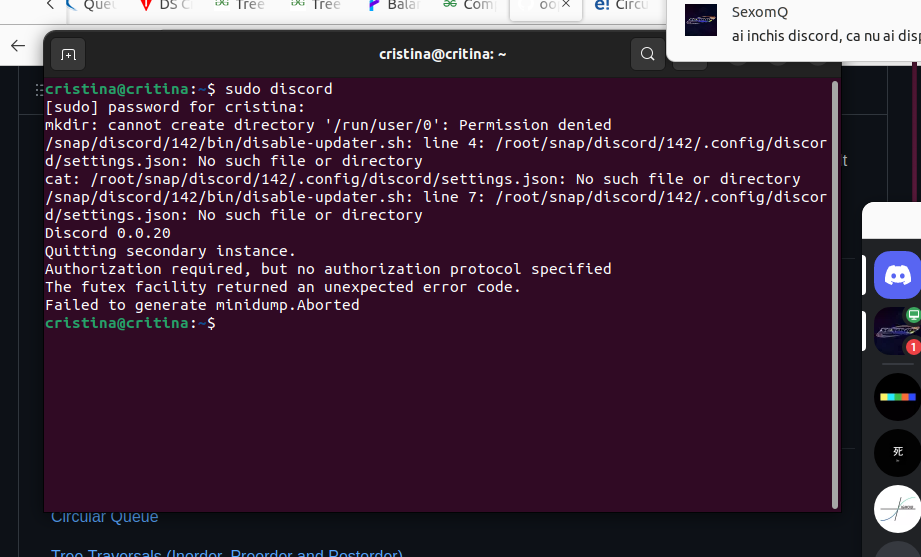 Queu
DS C
Tree
Tree
Balar
Com
Circu
SexomQ
ai inchis discord, ca nu ai disp
cristina@critina: ~
cristina@critina:~$ sudo discord
[sudo] password for cristina:
mkdir: cannot create directory '/run/user/0': Permission denied
/snap/discord/142/bin/disable-updater.sh: line 4: /root/snap/discord/142/.config/discor
d/settings.json: No such file or directory
cat: /root/snap/discord/142/.config/discord/settings.json: No such file or directory
/snap/discord/142/bin/disable-updater.sh: line 7: /root/snap/discord/142/.config/discor
d/settings.json: No such file or directory
Discord 0.0.20
Quitting secondary instance.
Authorization required, but no authorization protocol specified
The futex facility returned an unexpected error code.
Failed to generate minidump.Aborted
cristina@critina:~$
1
死
Circular Queue
Tree Traversals (Inorder, Preorder and Postorder)